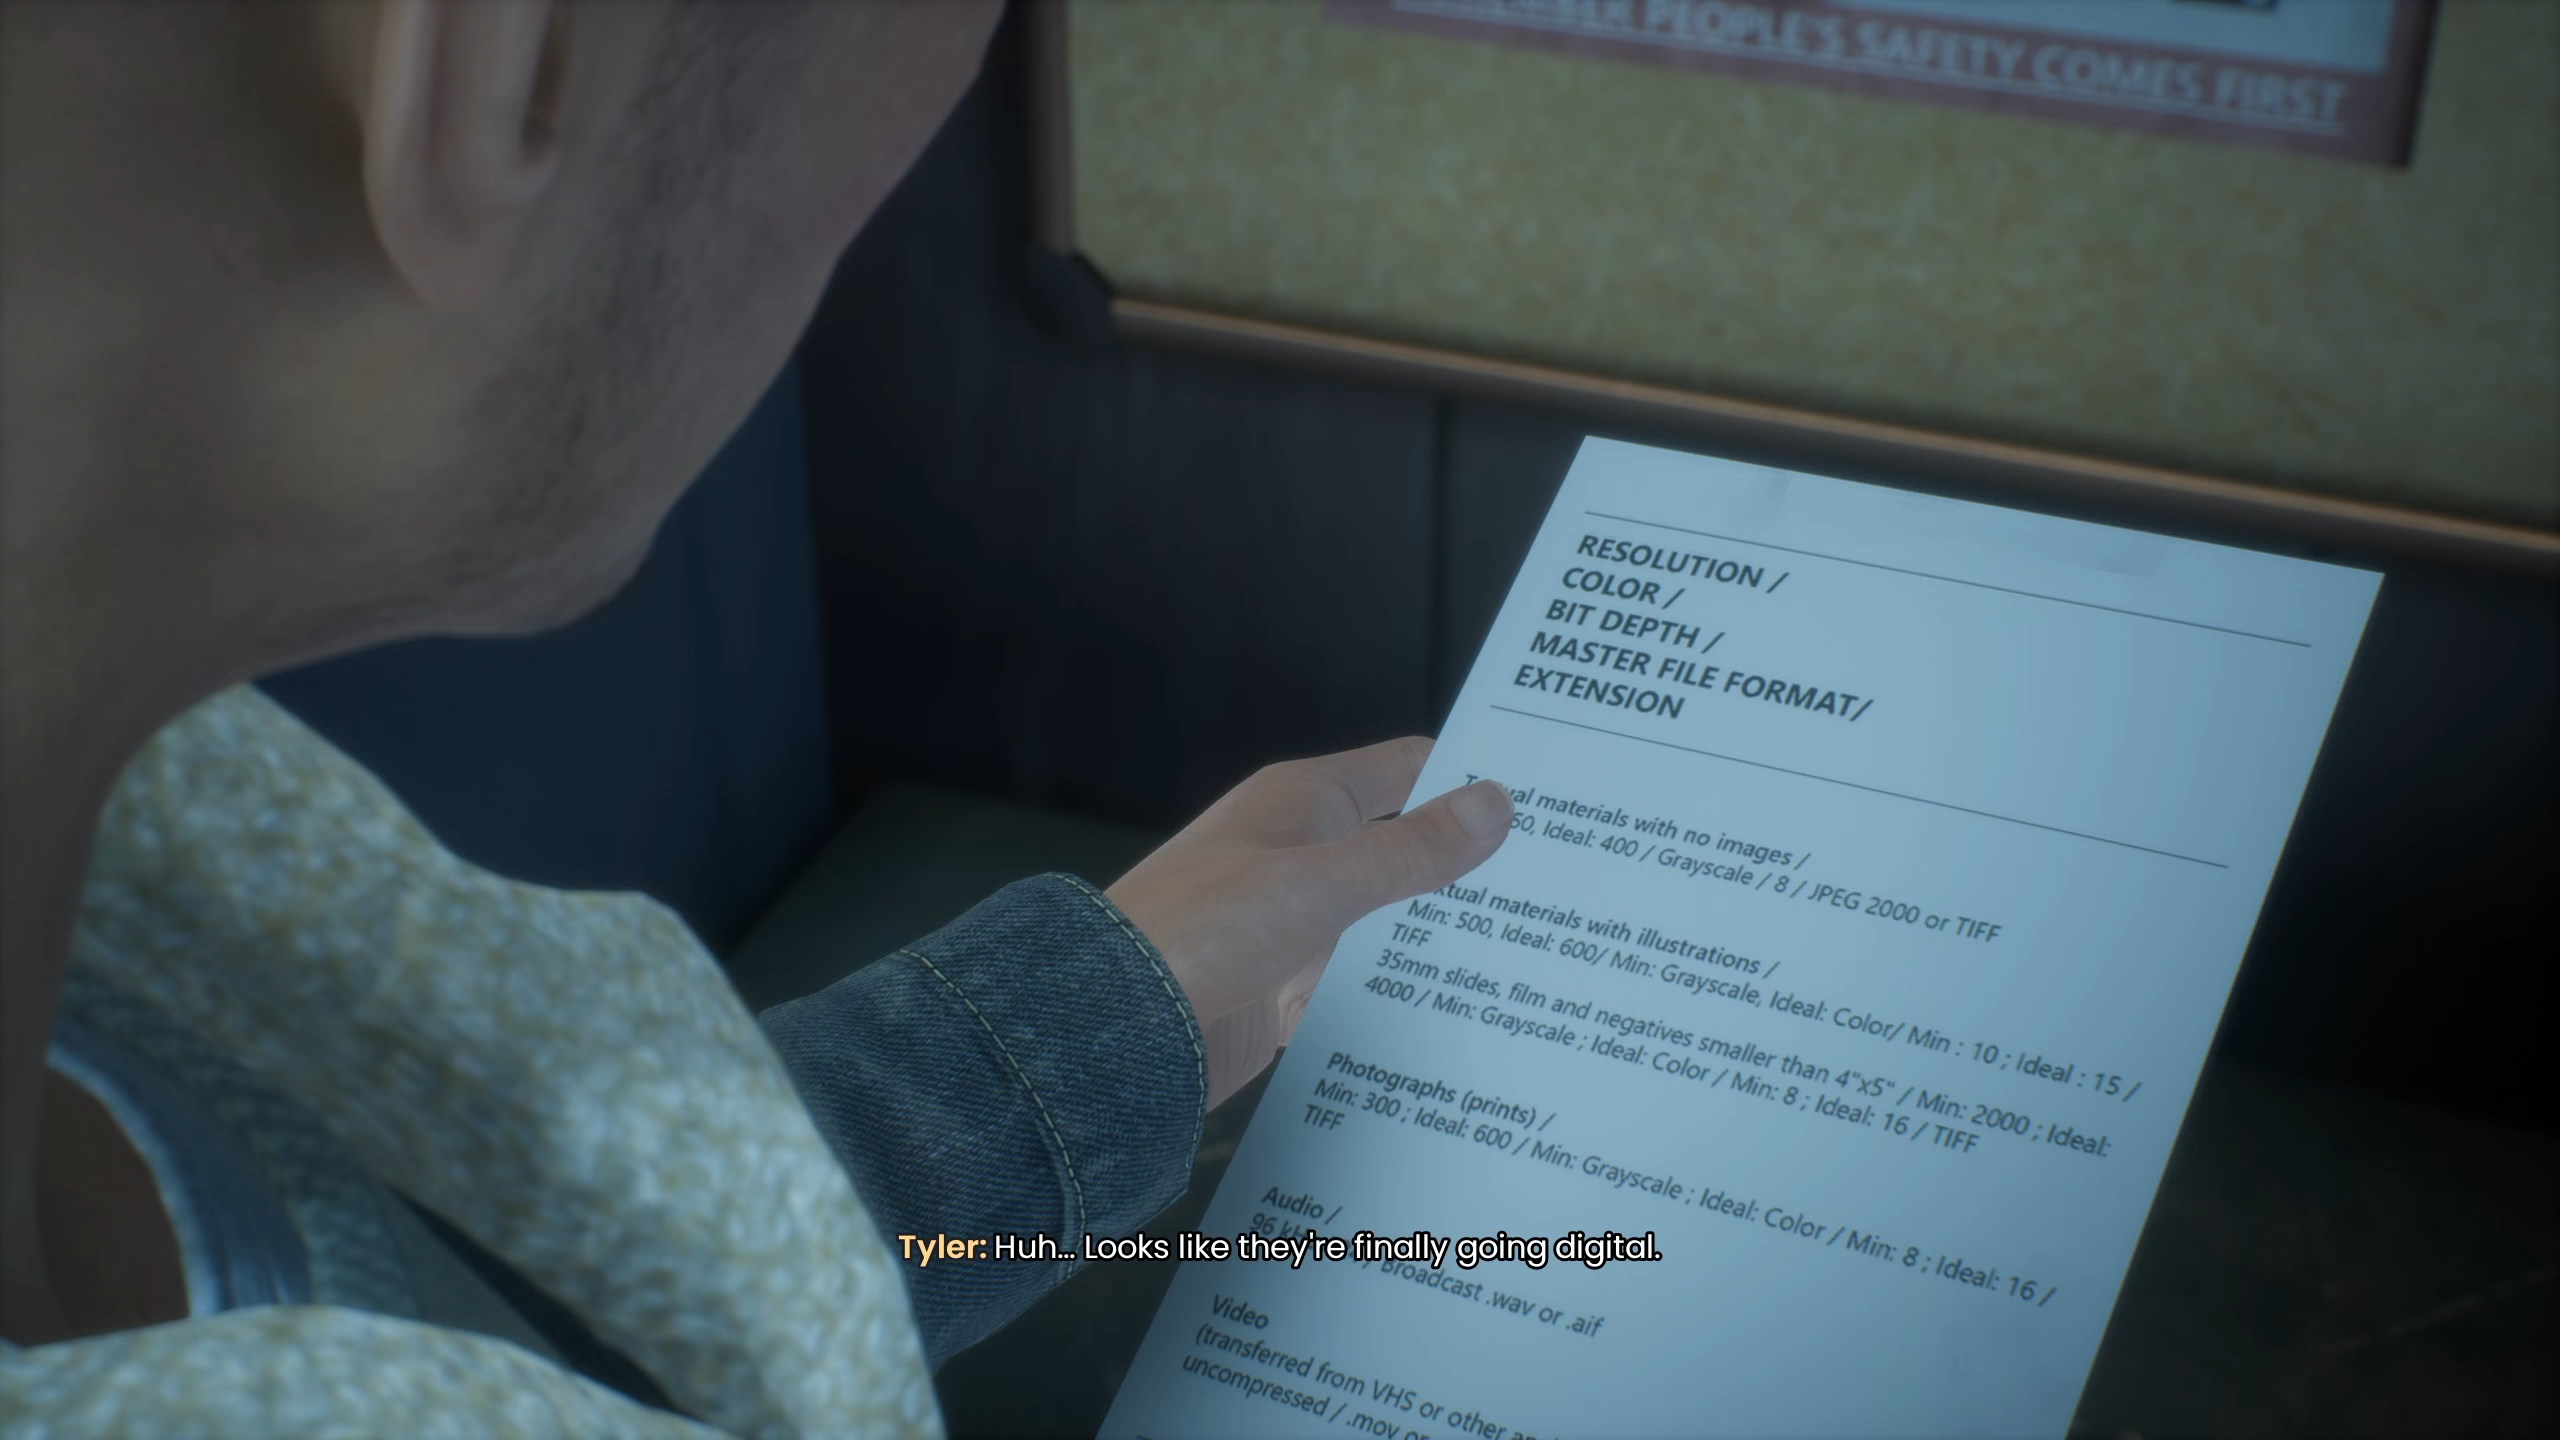 PEOPLE'S SAFETY COMES FIRST
RESOLUTION /
COLOR /
BIT DEPTH /
MASTER FILE FORMAT/
EXTENSION
materials with no images /
Ideal: 400 / Grayscale / 8 / JPEG 2000 or TIFF
materials with illustrations /
Min: 500, Ideal: 600/ Min: Grayscale, Ideal: Color/ Min : 10 ; Ideal : 15 /
TIFF
35mm slides, film and negatives smaller than 4"x5" / Min: 2000 ; Ideal:
4000 / Min: Grayscale ; Ideal: Color / Min: 8 ; Ideal: 16 / TIFF
Photographs (prints) /
Min: 300 ; Ideal: 600 / Min: Grayscale ; Ideal: Color / Min: 8 ; Ideal: 16 /
TIFF
Audio /
96 / Broadcast .wav or .aif
Video
(transferred from VHS or other
uncompressed / .mov or
Tyler: Huh... Looks like they're finally going digital.